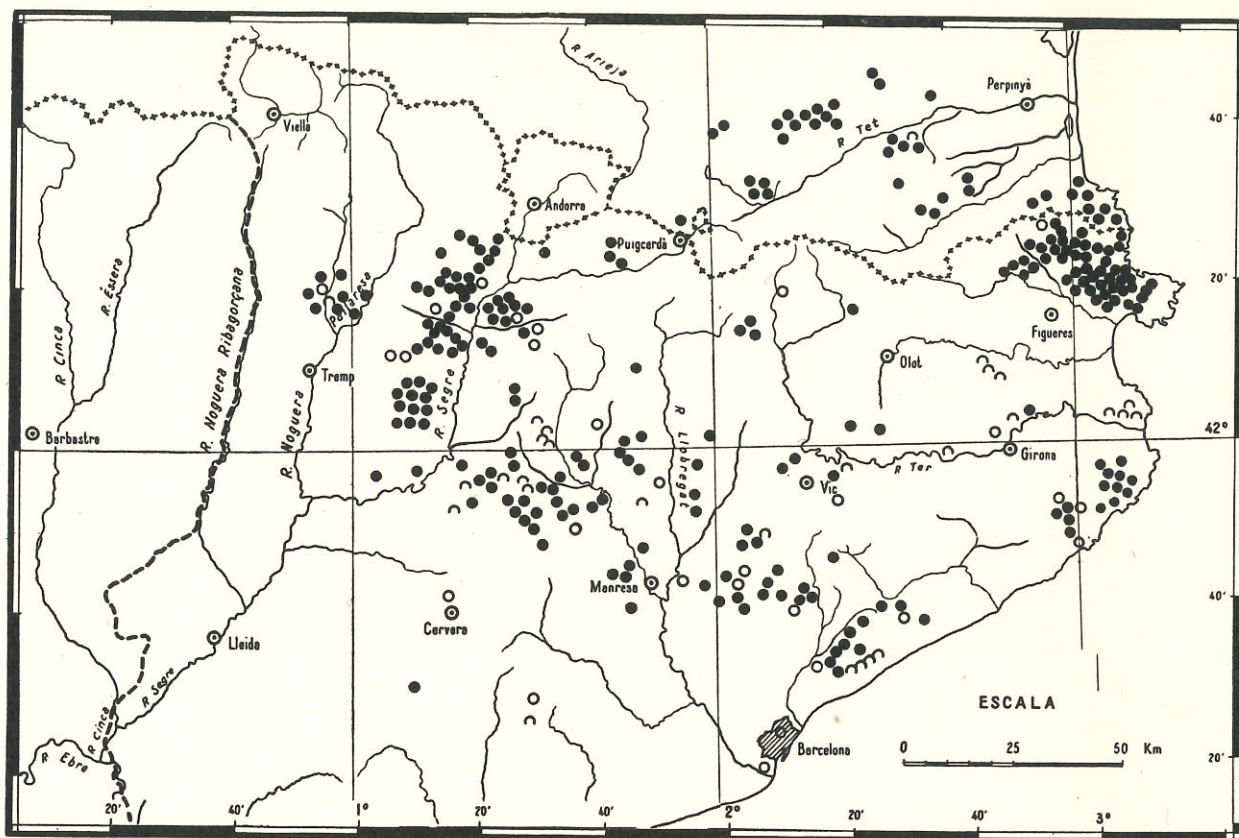 R. Arieja
Perpinyà
Viella
40'
R Tet
Andorra
Puigcerdà
R. Éssera
R. Noguera Ribagorçana
Pallaresa
20'
R Cinca
Figueres
Tremp
Olot
R. Segre
R. Noguera
R Llobregat
Barbastre
42°
Girona
R Ter
Vic
Manresa
40'
Cervera
Lleida
R Segre
ESCALA
R Cinca
R Ebre
Barcelona
0 25 50 Km
20'
20' 40' 1° 20' 40' 2° 20' 40' 3°